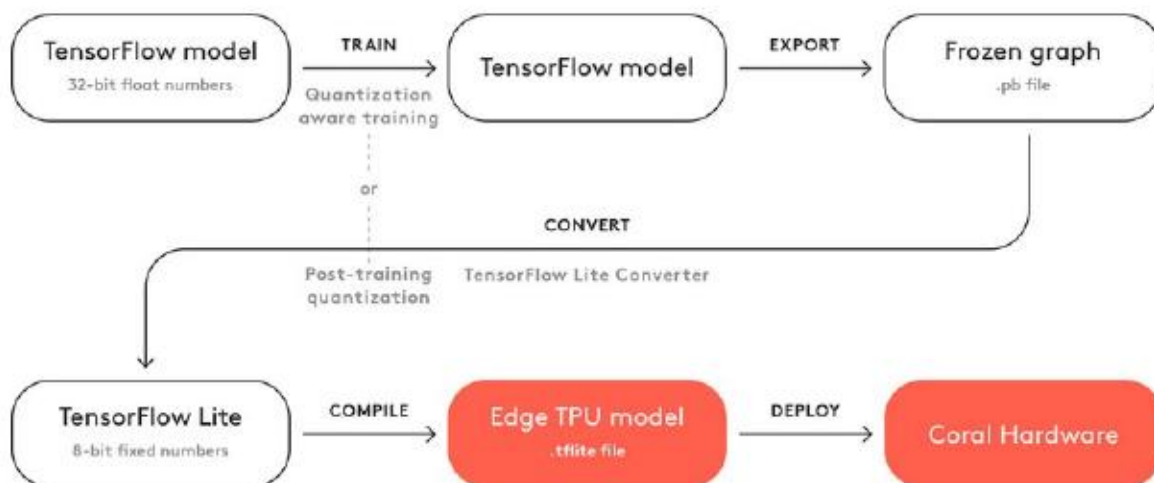 TensorFlow model
32-bit float numbers
TRAIN
Quantization
aware training
TensorFlow model
EXPORT
Frozen graph
.pb file
or
CONVERT
Post-training
quantization
TensorFlow Lite Converter
TensorFlow Lite
8-bit fixed numbers
COMPILE
Edge TPU model
.tflite file
DEPLOY
Coral Hardware